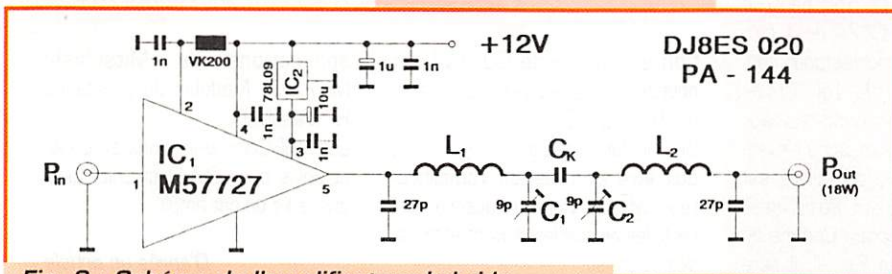 +12V
DJ8ES 020
PA - 144
1n
VK200
78L09
IC2
10u
1u
1n
2
4
1n
3
1n
IC1
M57727
PIn
1
5
L1
CK
L2
POut
(18W)
27p
9p
C1
9p
C2
27p